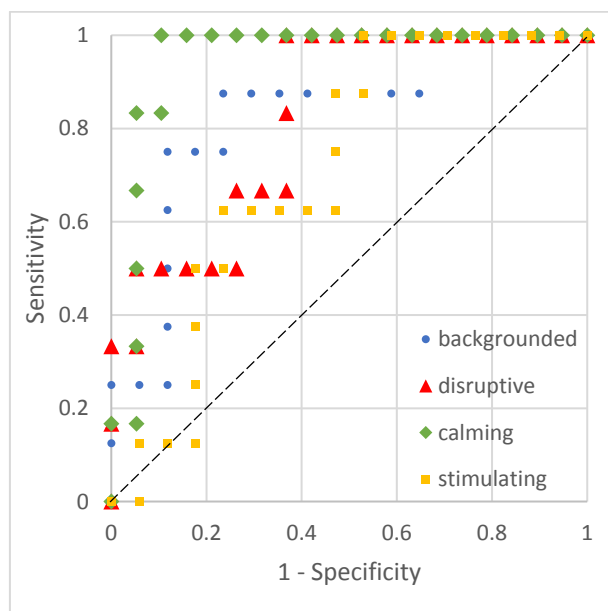 1
0.8
0.6
0.4
0.2
0
0 0.2 0.4 0.6 0.8 1
Sensitivity
1 - Specificity
backgrounded
disruptive
calming
stimulating